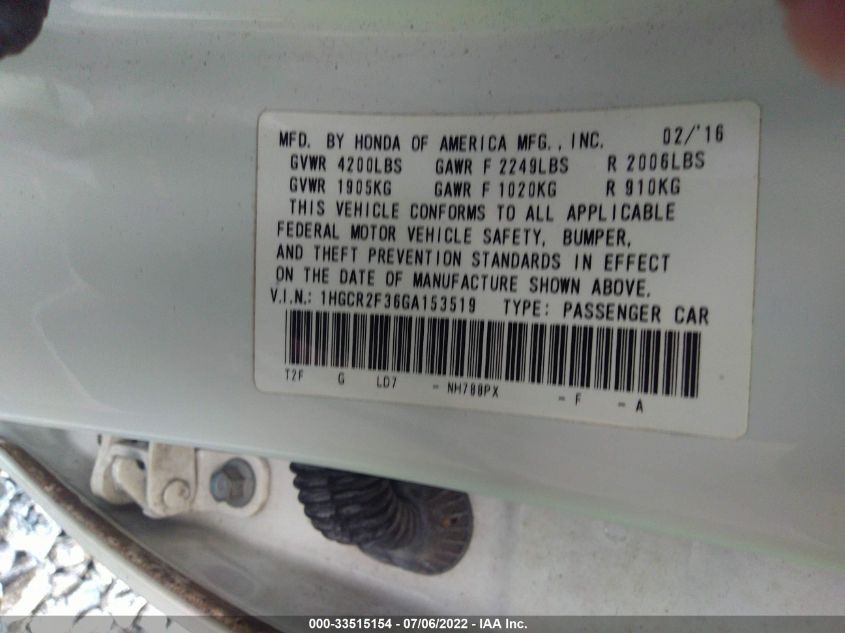 MFD. BY HONDA OF AMERICA MFG., INC. 02/'16
GVWR 4200LBS GAWR F 2249LBS R 2006LBS
GVWR 1905KG GAWR F 1020KG R 910KG
THIS VEHICLE CONFORMS TO ALL APPLICABLE
FEDERAL MOTOR VEHICLE SAFETY, BUMPER,
AND THEFT PREVENTION STANDARDS IN EFFECT
ON THE DATE OF MANUFACTURE SHOWN ABOVE.
V.I.N.: 1HGCR2F36GA153519 TYPE: PASSENGER CAR
T2F G LD7 - NH788PX - F - A
000-33515154 - 07/06/2022 - IAA Inc.